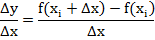 Δy/Δx = (f(xᵢ + Δx) − f(xᵢ))/Δx